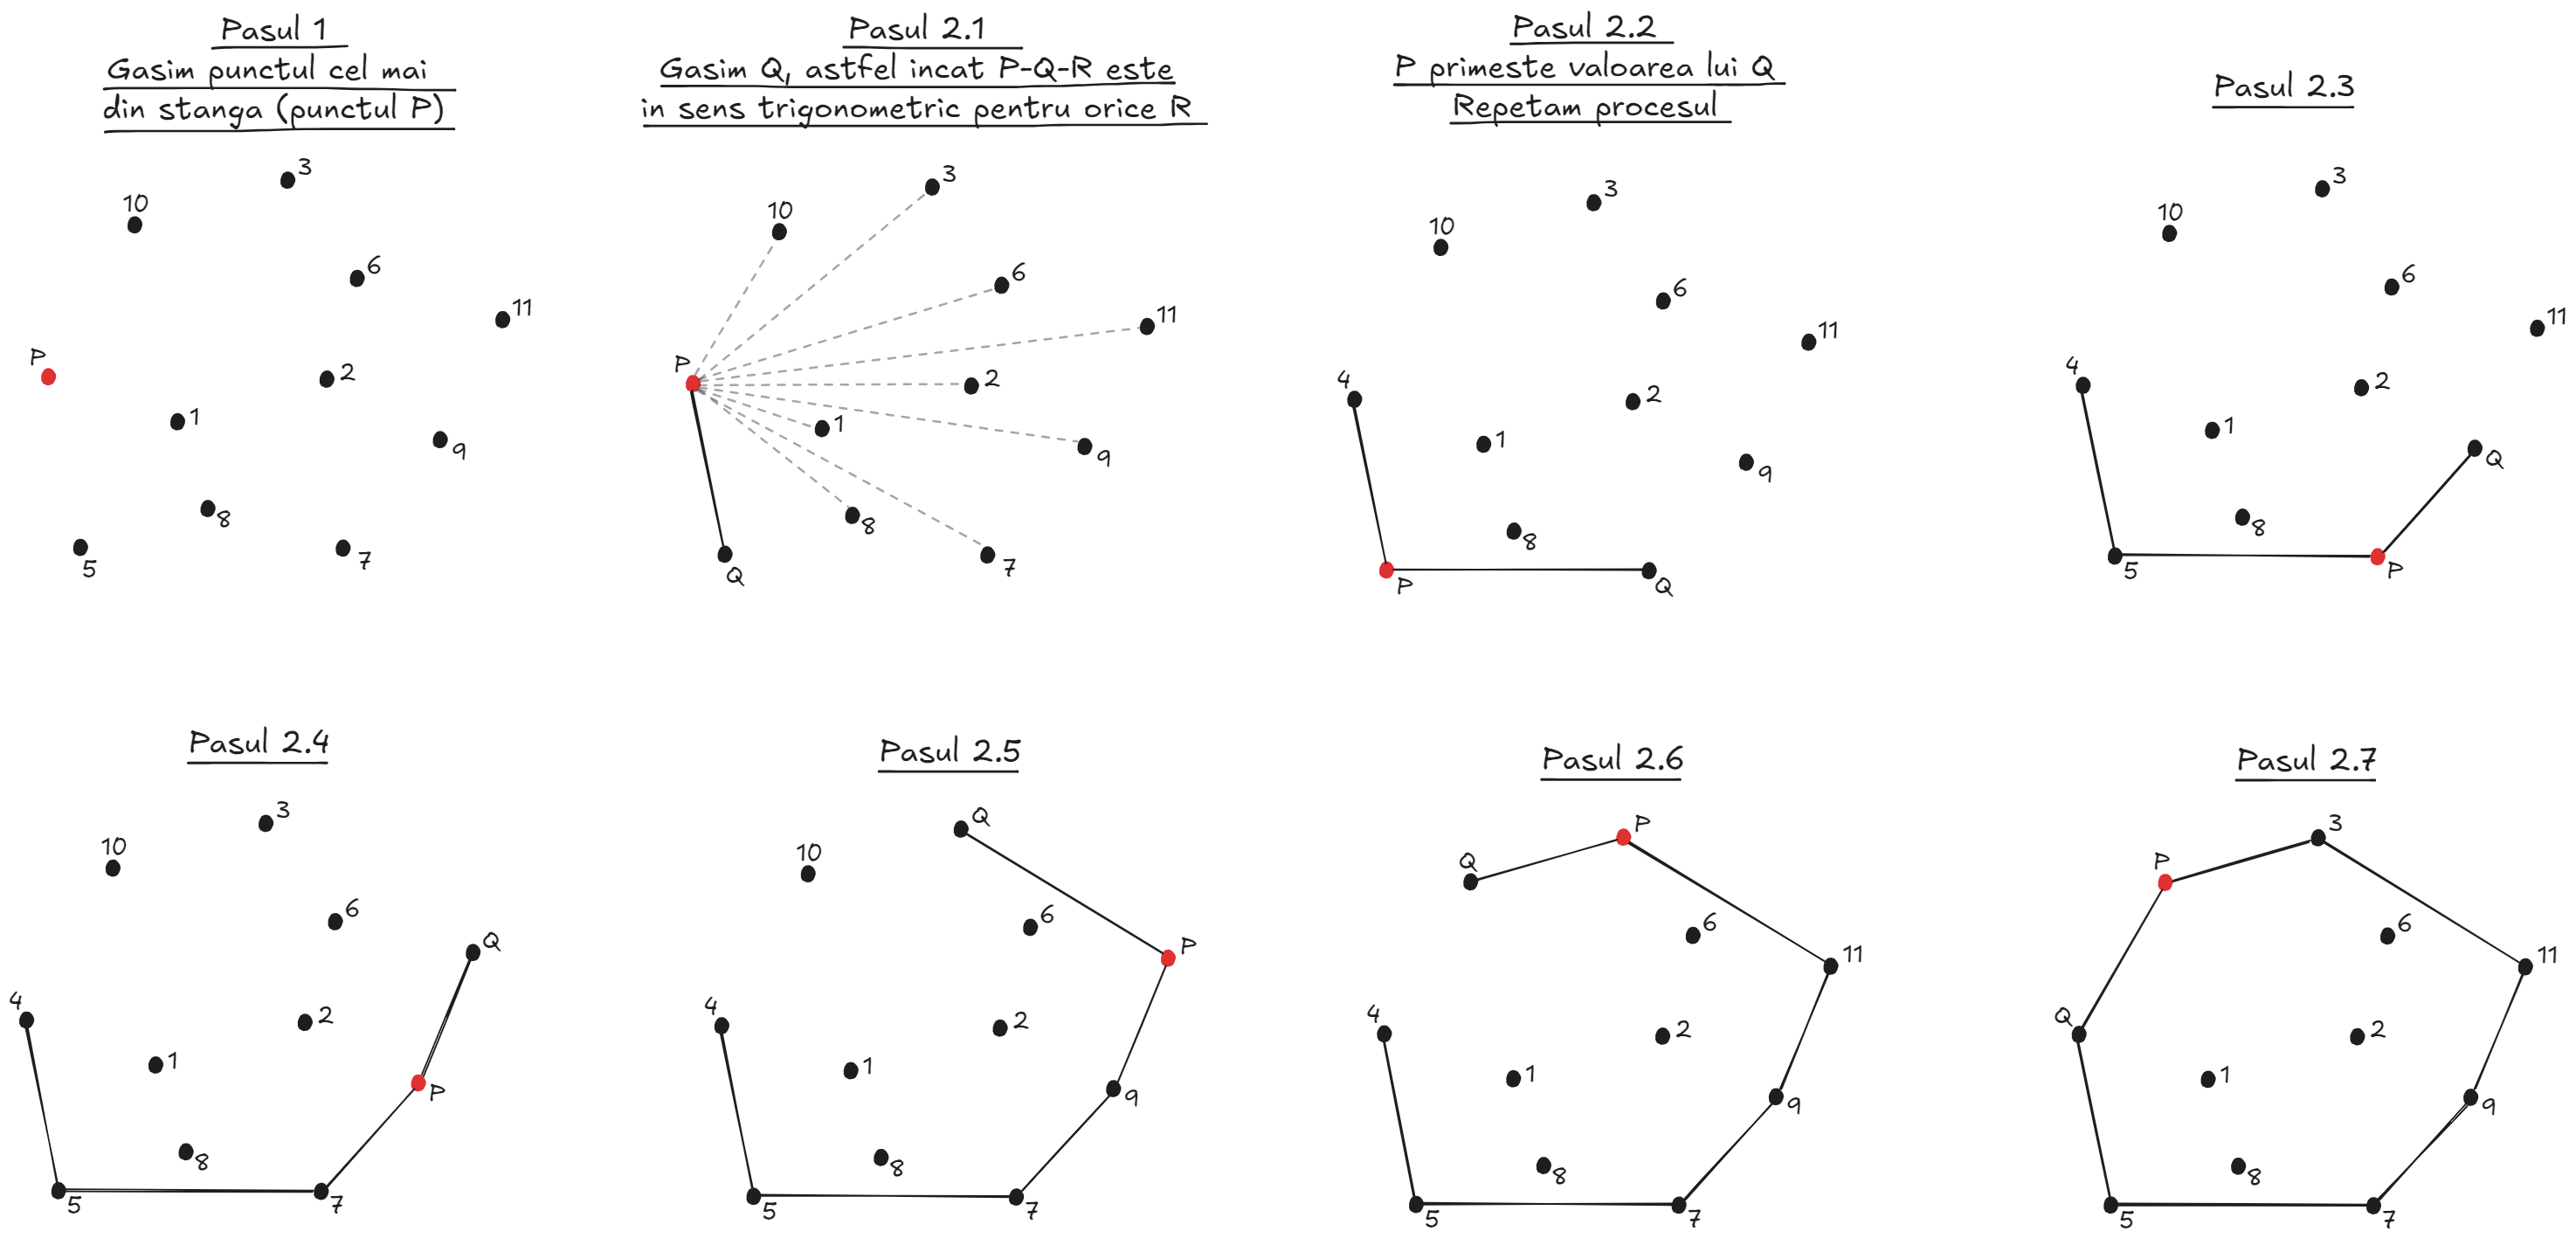 Pasul 1
Gasim punctul cel mai
din stanga (punctul P)
3
10
6
11
P
2
1
9
8
5
7
Pasul 2.1
Gasim Q, astfel incat P-Q-R este
in sens trigonometric pentru orice R
3
10
6
11
P
2
1
9
8
7
Q
Pasul 2.2
P primeste valoarea lui Q
Repetam procesul
3
10
6
11
4
2
1
9
8
P
Q
Pasul 2.3
3
10
6
11
4
2
1
Q
8
5
P
Pasul 2.4
3
10
6
Q
4
2
1
P
8
5
7
Pasul 2.5
Q
10
6
P
4
2
1
9
8
5
7
Pasul 2.6
P
Q
6
11
4
2
1
9
8
5
7
Pasul 2.7
3
P
6
11
Q
2
1
9
8
5
7